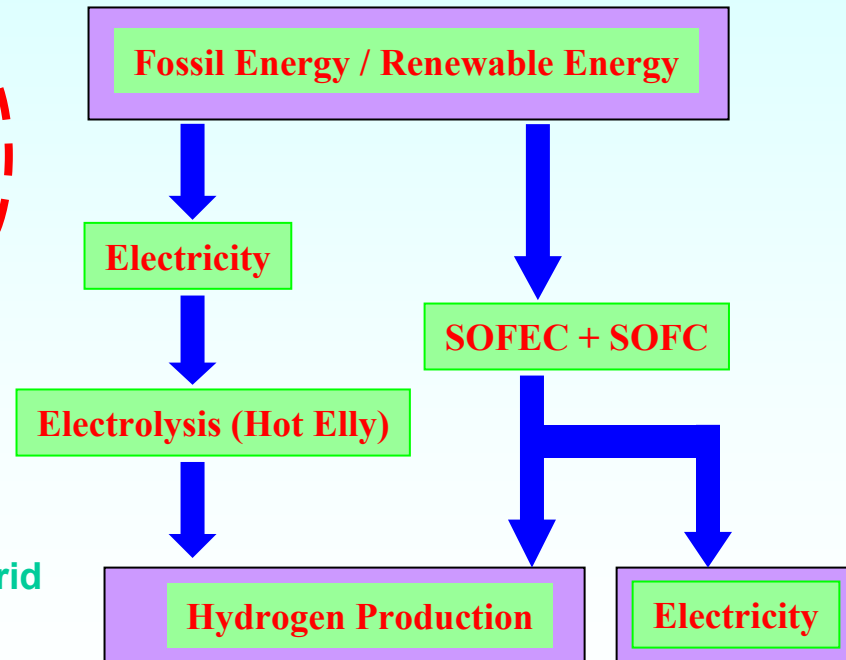 Fossil Energy / Renewable Energy
Electricity
SOFEC + SOFC
Electrolysis (Hot Elly)
rid
Hydrogen Production
Electricity